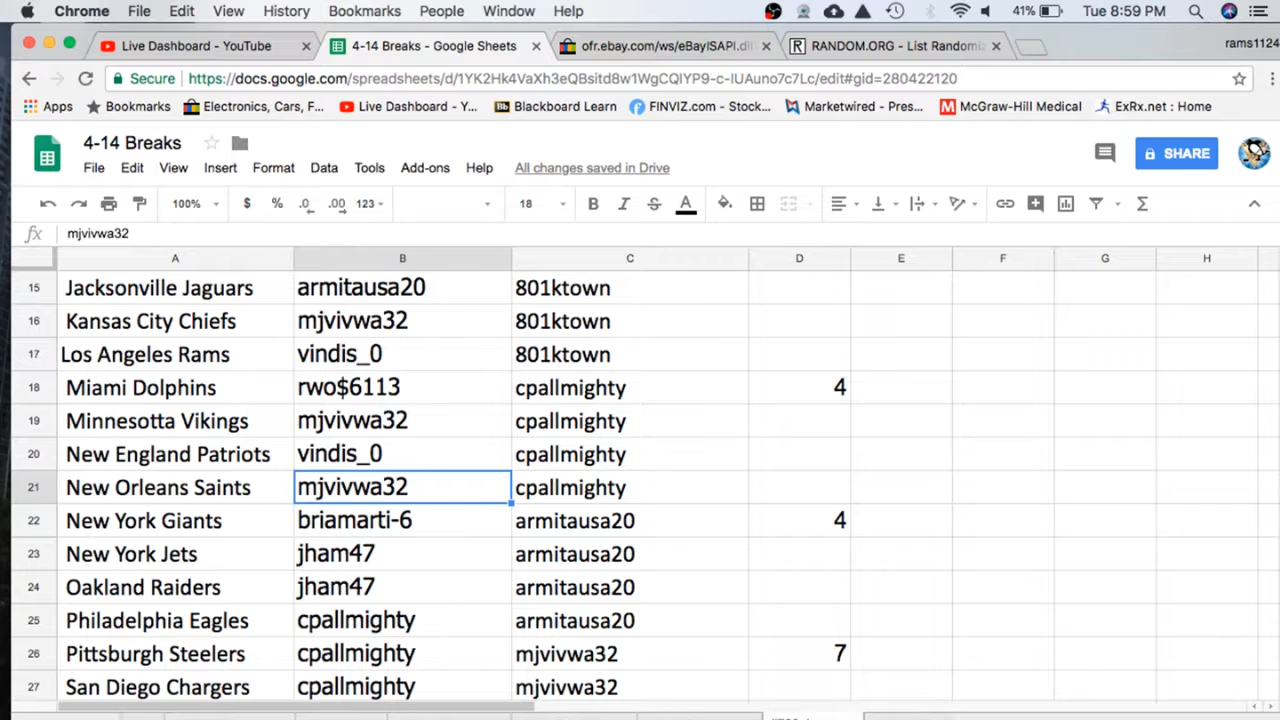 Chrome File Edit View History Bookmarks People Window Help 41% Tue 8:59 PM
Live Dashboard - YouTube × 4-14 Breaks - Google Sheets × ofr.ebay.com/ws/eBayISAPI.dl × RANDOM.ORG - List Randomiz × rams1124
Secure https://docs.google.com/spreadsheets/d/1YK2Hk4VaXh3eQBsitd8w1WgCQIYP9-c-IUAuno7c7Lc/edit#gid=280422120
Apps Bookmarks Electronics, Cars, F... Live Dashboard - Y... Blackboard Learn FINVIZ.com - Stock... Marketwired - Pres... McGraw-Hill Medical ExRx.net : Home
4-14 Breaks
SHARE
File Edit View Insert Format Data Tools Add-ons Help All changes saved in Drive
100% $ % .0 .00 123 18 B I S A Σ
fx mjvivwa32
A B C D E F G H
15 Jacksonville Jaguars armitausa20 801ktown
16 Kansas City Chiefs mjvivwa32 801ktown
17 Los Angeles Rams vindis_0 801ktown
18 Miami Dolphins rwo$6113 cpallmighty 4
19 Minnesotta Vikings mjvivwa32 cpallmighty
20 New England Patriots vindis_0 cpallmighty
21 New Orleans Saints mjvivwa32 cpallmighty
22 New York Giants briamarti-6 armitausa20 4
23 New York Jets jham47 armitausa20
24 Oakland Raiders jham47 armitausa20
25 Philadelphia Eagles cpallmighty armitausa20
26 Pittsburgh Steelers cpallmighty mjvivwa32 7
27 San Diego Chargers cpallmighty mjvivwa32